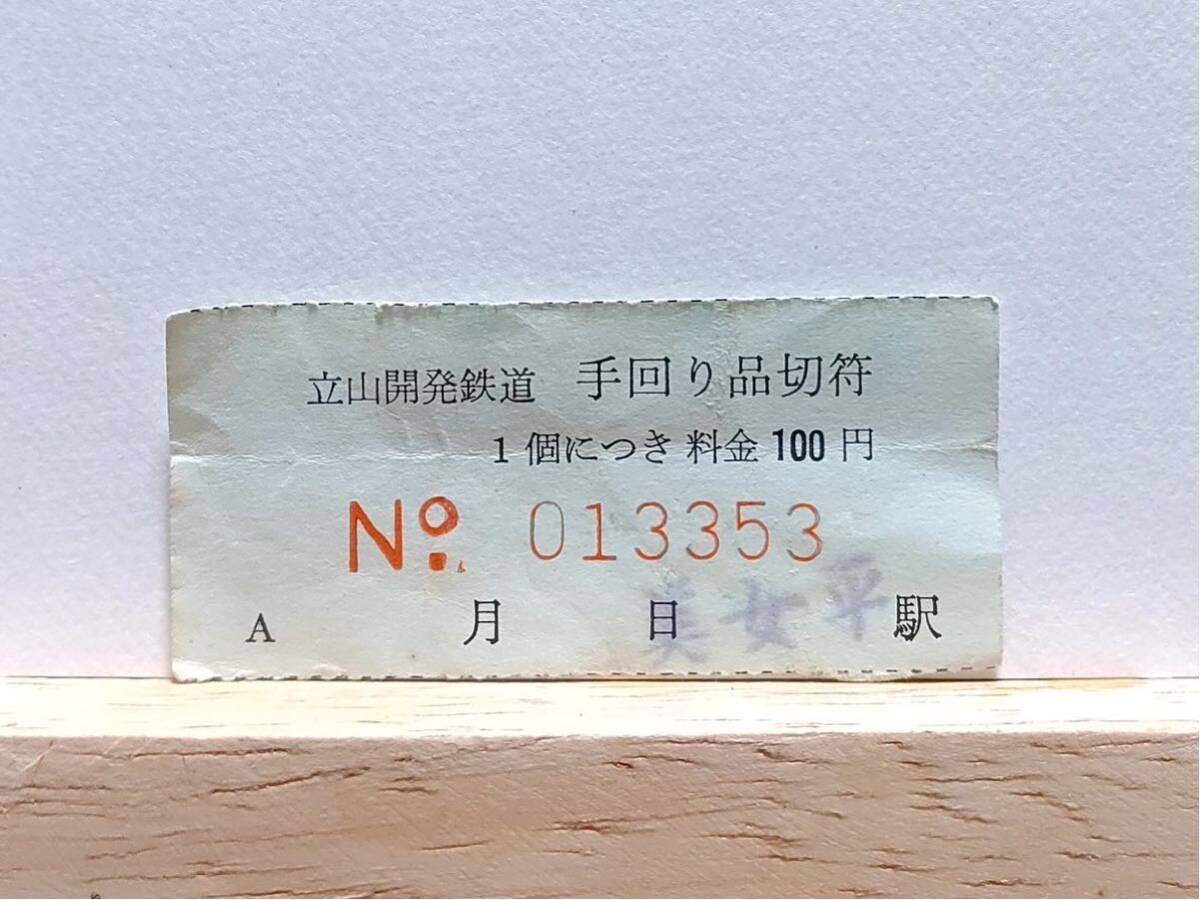 立山開発鉄道 手回り品切符
1個につき 料金 100 円
No. 013353
A 月 日 美女平 駅